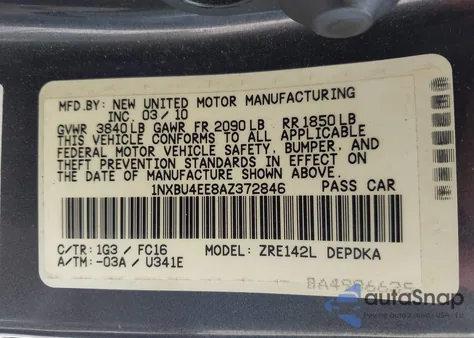 MFD.BY: NEW UNITED MOTOR MANUFACTURING
INC. 03/10
GVWR 3840LB GAWR FR 2090LB RR1850LB
THIS VEHICLE CONFORMS TO ALL APPLICABLE
FEDERAL MOTOR VEHICLE SAFETY, BUMPER, AND
THEFT PREVENTION STANDARDS IN EFFECT ON
THE DATE OF MANUFACTURE SHOWN ABOVE.
1NXBU4EE8AZ372846 PASS CAR
C/TR: 1G3 / FC16 MODEL: ZRE142L DEPDKA
A/TM: -03A / U341E
autoSnap